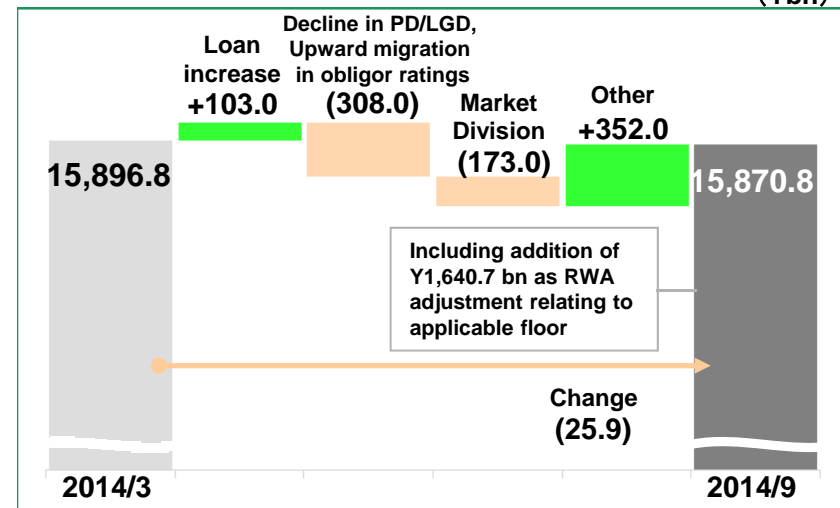 (Ybn)
Loan
increase
+103.0
Decline in PD/LGD,
Upward migration
in obligor ratings
(308.0)
Market
Division
(173.0)
Other
+352.0
15,896.8
15,870.8
Including addition of
Y1,640.7 bn as RWA
adjustment relating to
applicable floor
Change
(25.9)
2014/3
2014/9